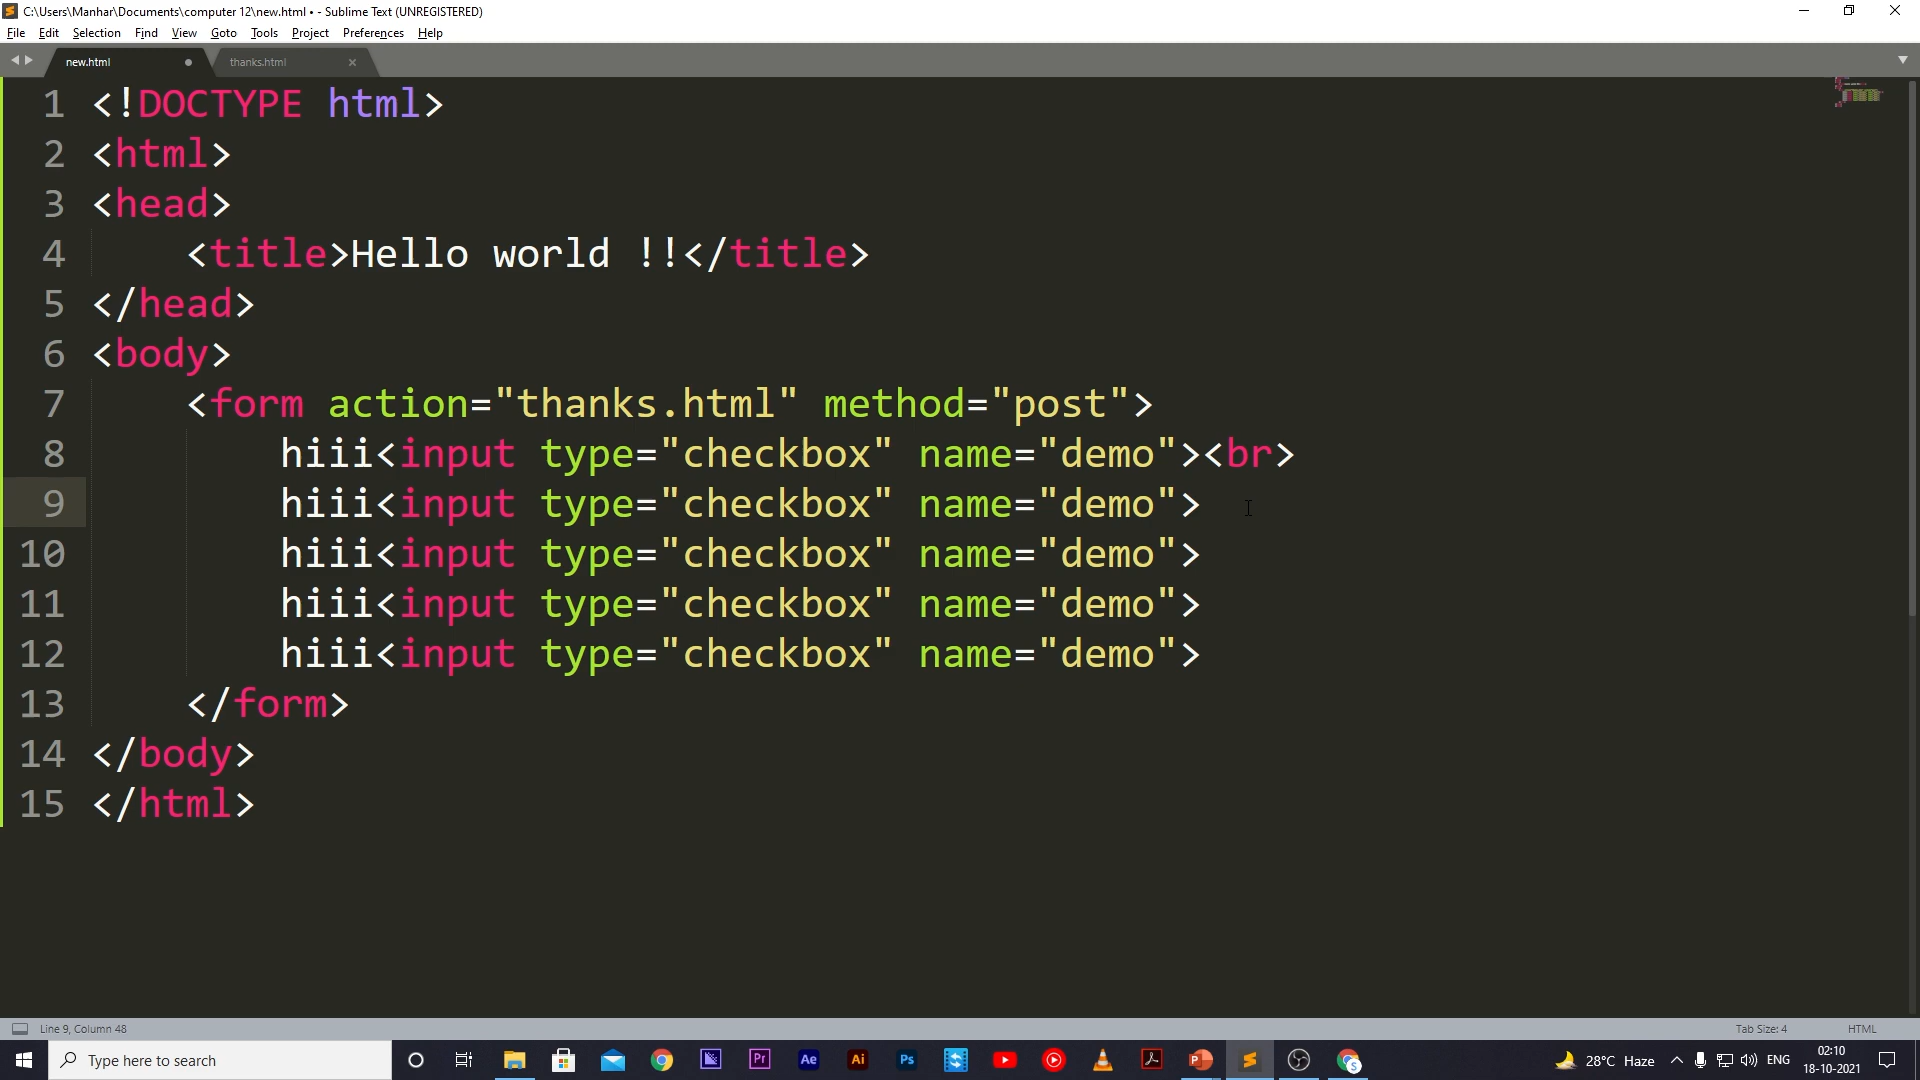 C:\Users\Manhar\Documents\computer 12\new.html • - Sublime Text (UNREGISTERED)
File Edit Selection Find View Goto Tools Project Preferences Help
new.html thanks.html
1 <!DOCTYPE html>
2 <html>
3 <head>
4 <title>Hello world !!</title>
5 </head>
6 <body>
7 <form action="thanks.html" method="post">
8 hiii<input type="checkbox" name="demo"><br>
9 hiii<input type="checkbox" name="demo">
10 hiii<input type="checkbox" name="demo">
11 hiii<input type="checkbox" name="demo">
12 hiii<input type="checkbox" name="demo">
13 </form>
14 </body>
15 </html>
Line 9, Column 48 Tab Size: 4 HTML
Type here to search Pr Ae Ai Ps P S 28°C Haze ENG 02:10
18-10-2021